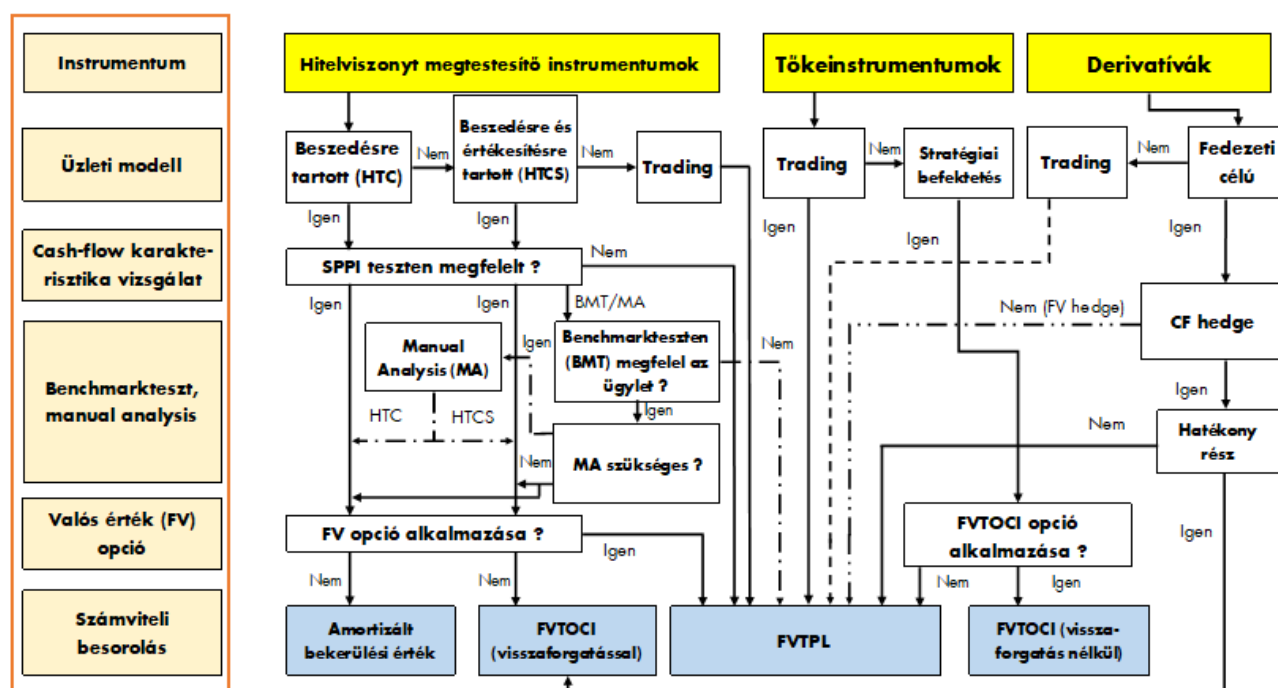 Instrumentum
Hitelviszonyt megtestesítő instrumentumok
Tőkeinstrumentumok
Derivatívák
Üzleti modell
Beszedésre
tartott (HTC)
Nem
Beszedésre és
értékesítésre
tartott (HTCS)
Nem
Trading
Trading
Nem
Stratégiai
befektetés
Trading
Nem
Fedezeti
célú
Igen
Igen
Igen
Igen
Igen
Cash-flow karakte-
risztika vizsgálat
SPPI teszten megfelelt ?
Nem
Igen
Igen
BMT/MA
Nem (FV hedge)
CF hedge
Benchmarkteszt,
manual analysis
Manual
Analysis (MA)
Igen
Benchmarkteszten
(BMT) megfelel az
ügylet ?
Nem
Igen
Igen
HTC
HTCS
Nem
MA szükséges ?
Nem
Hatékony
rész
Valós érték (FV)
opció
FV opció alkalmazása ?
Igen
FVTOCI opció
alkalmazása ?
Igen
Nem
Nem
Nem
Igen
Számviteli
besorolás
Amortizált
bekerülési érték
FVTOCI
(visszaforgatással)
FVTPL
FVTOCI (vissza-
forgatás nélkül)